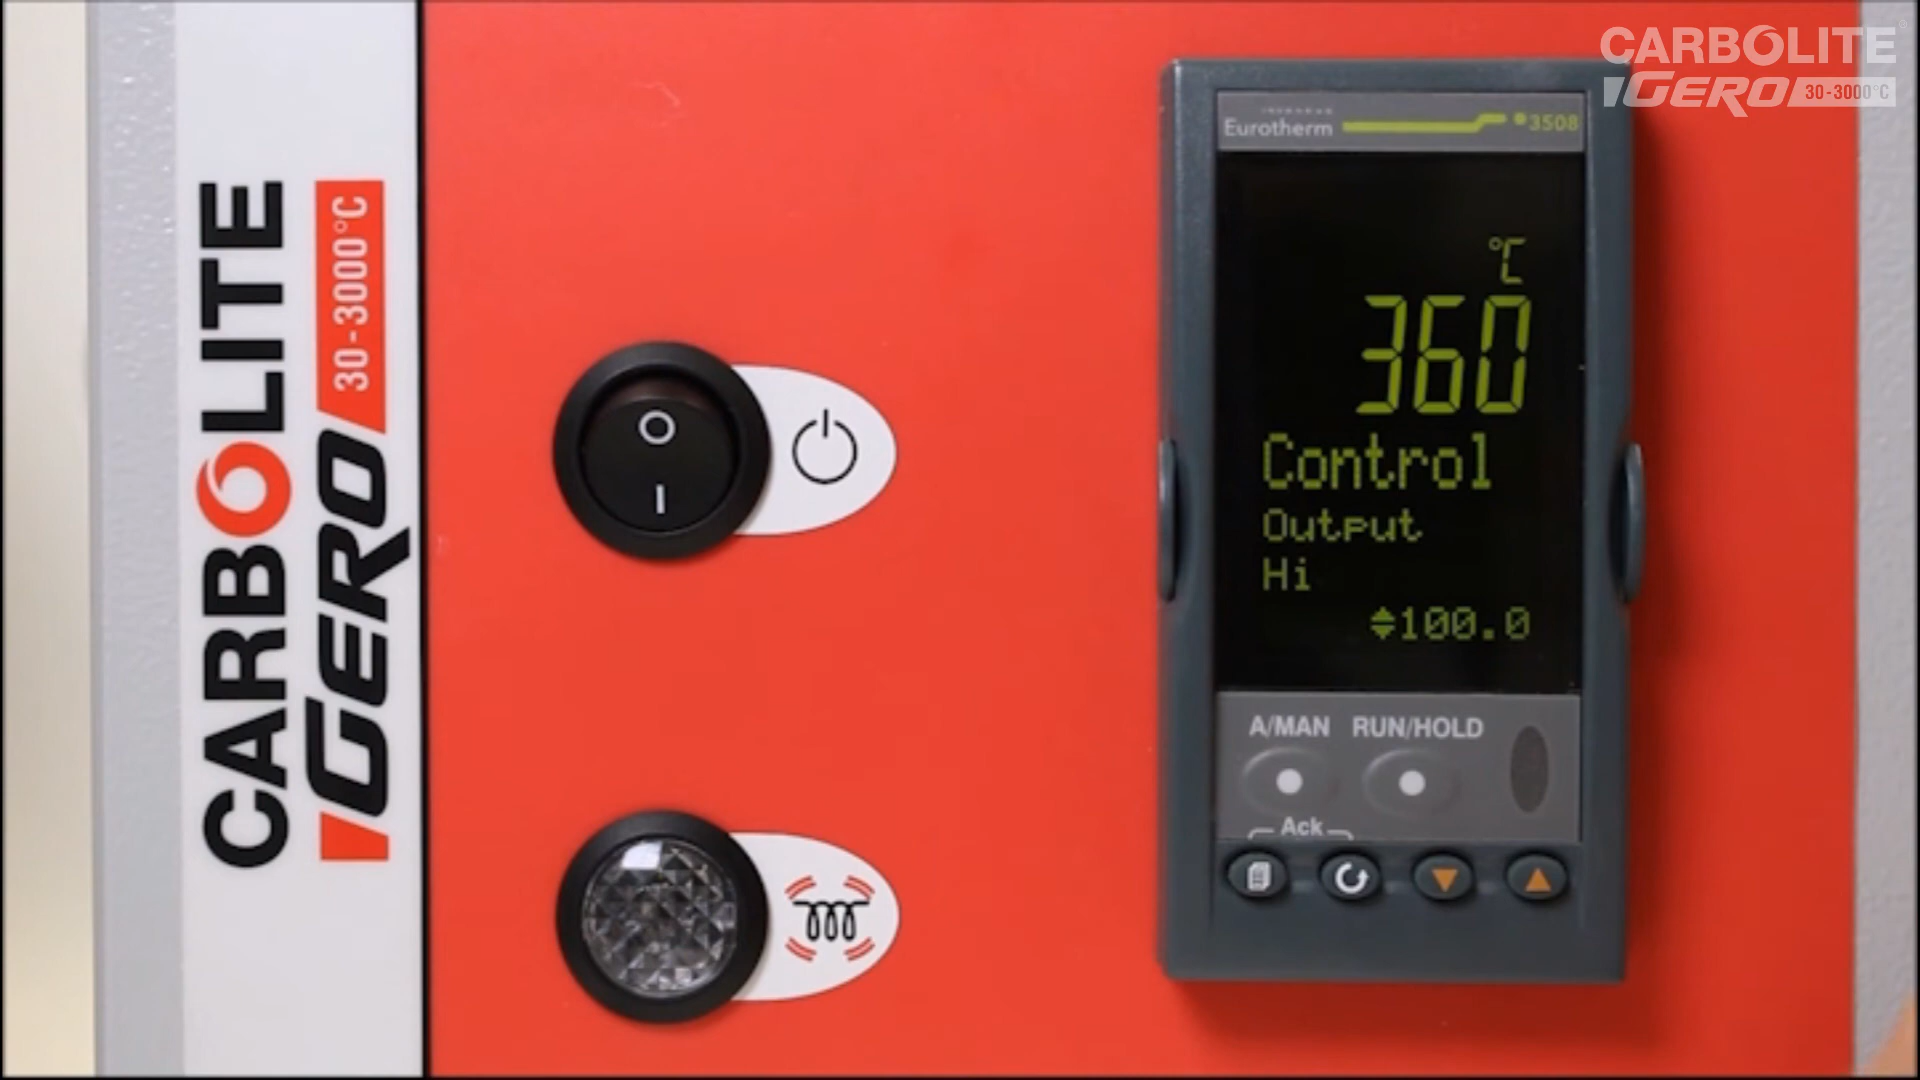 CARBOLITE
GERO 30-3000°C
CARBOLITE
GERO 30-3000°C
Eurotherm 3508
°C
360
Control
Output
Hi
100.0
A/MAN RUN/HOLD
Ack